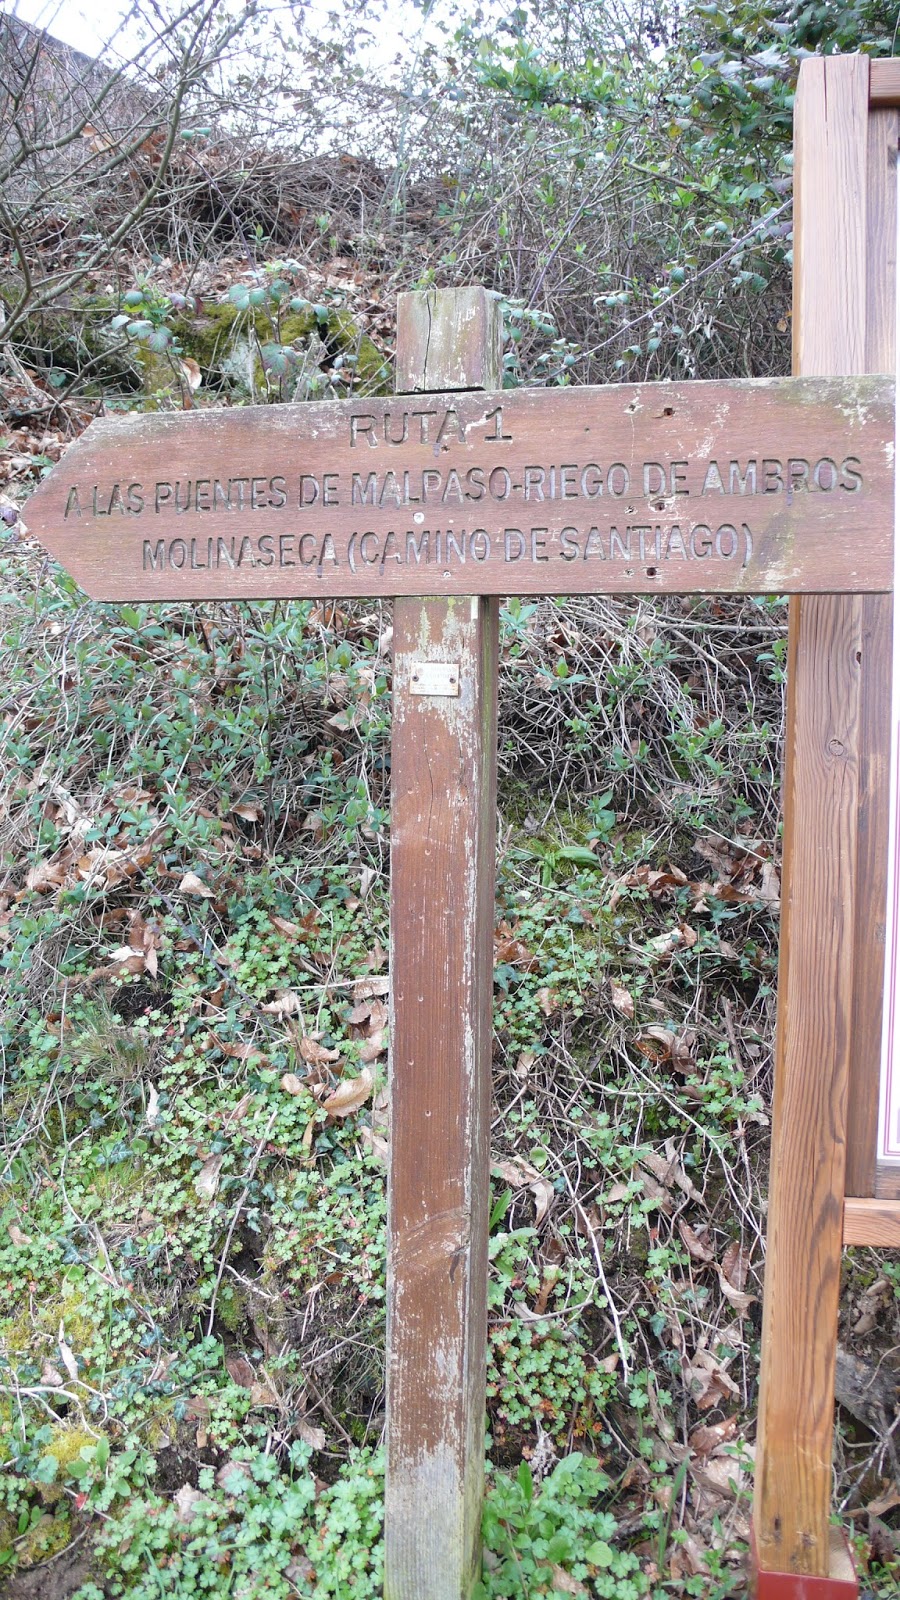 RUTA 1
A LAS PUENTES DE MALPASO-RIEGO DE AMBROS
MOLINASECA (CAMINO DE SANTIAGO)